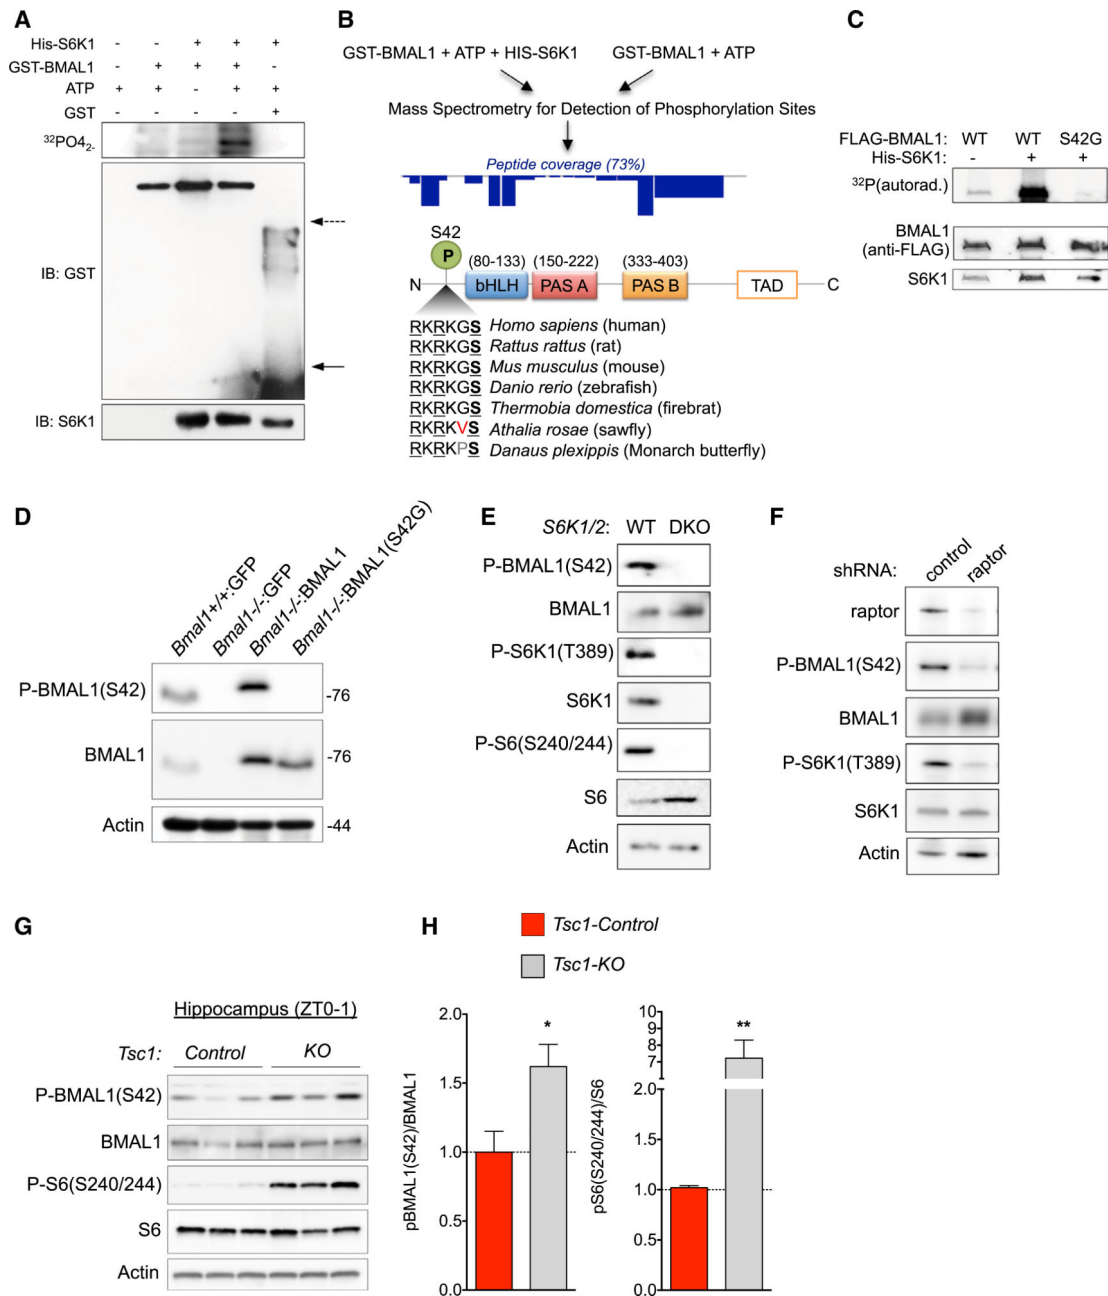 A
His-S6K1 - - + + +
GST-BMAL1 - + + + -
ATP + + - + +
GST - - - - +
32PO42-
IB: GST
IB: S6K1
B
GST-BMAL1 + ATP + HIS-S6K1
GST-BMAL1 + ATP
Mass Spectrometry for Detection of Phosphorylation Sites
Peptide coverage (73%)
S42
P
(80-133) (150-222) (333-403)
N bHLH PAS A PAS B TAD C
RKRKGS Homo sapiens (human)
RKRKGS Rattus rattus (rat)
RKRKGS Mus musculus (mouse)
RKRKGS Danio rerio (zebrafish)
RKRKGS Thermobia domestica (firebrat)
RKRKVS Athalia rosae (sawfly)
RKRKPS Danaus plexippis (Monarch butterfly)
C
FLAG-BMAL1: WT WT S42G
His-S6K1: - + +
32P(autorad.)
BMAL1
(anti-FLAG)
S6K1
D
Bmal1+/+:GFP
Bmal1-/-:GFP
Bmal1-/-:BMAL1
Bmal1-/-:BMAL1(S42G)
P-BMAL1(S42) -76
BMAL1 -76
Actin -44
E
S6K1/2: WT DKO
P-BMAL1(S42)
BMAL1
P-S6K1(T389)
S6K1
P-S6(S240/244)
S6
Actin
F
shRNA: control raptor
raptor
P-BMAL1(S42)
BMAL1
P-S6K1(T389)
S6K1
Actin
G
Hippocampus (ZT0-1)
Tsc1: Control KO
P-BMAL1(S42)
BMAL1
P-S6(S240/244)
S6
Actin
H
Tsc1-Control
Tsc1-KO
pBMAL1(S42)/BMAL1
2.0
1.5
1.0
0.5
0.0
*
pS6(S240/244)/S6
10
9
8
7
6
5
2.0
1.5
1.0
0.5
0.0
**